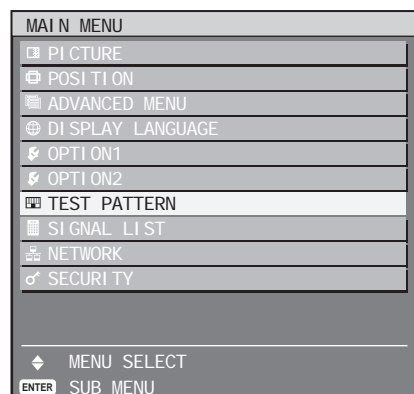 MAIN MENU
PICTURE
POSITION
ADVANCED MENU
DISPLAY LANGUAGE
OPTION1
OPTION2
TEST PATTERN
SIGNAL LIST
NETWORK
SECURITY
MENU SELECT
ENTER SUB MENU